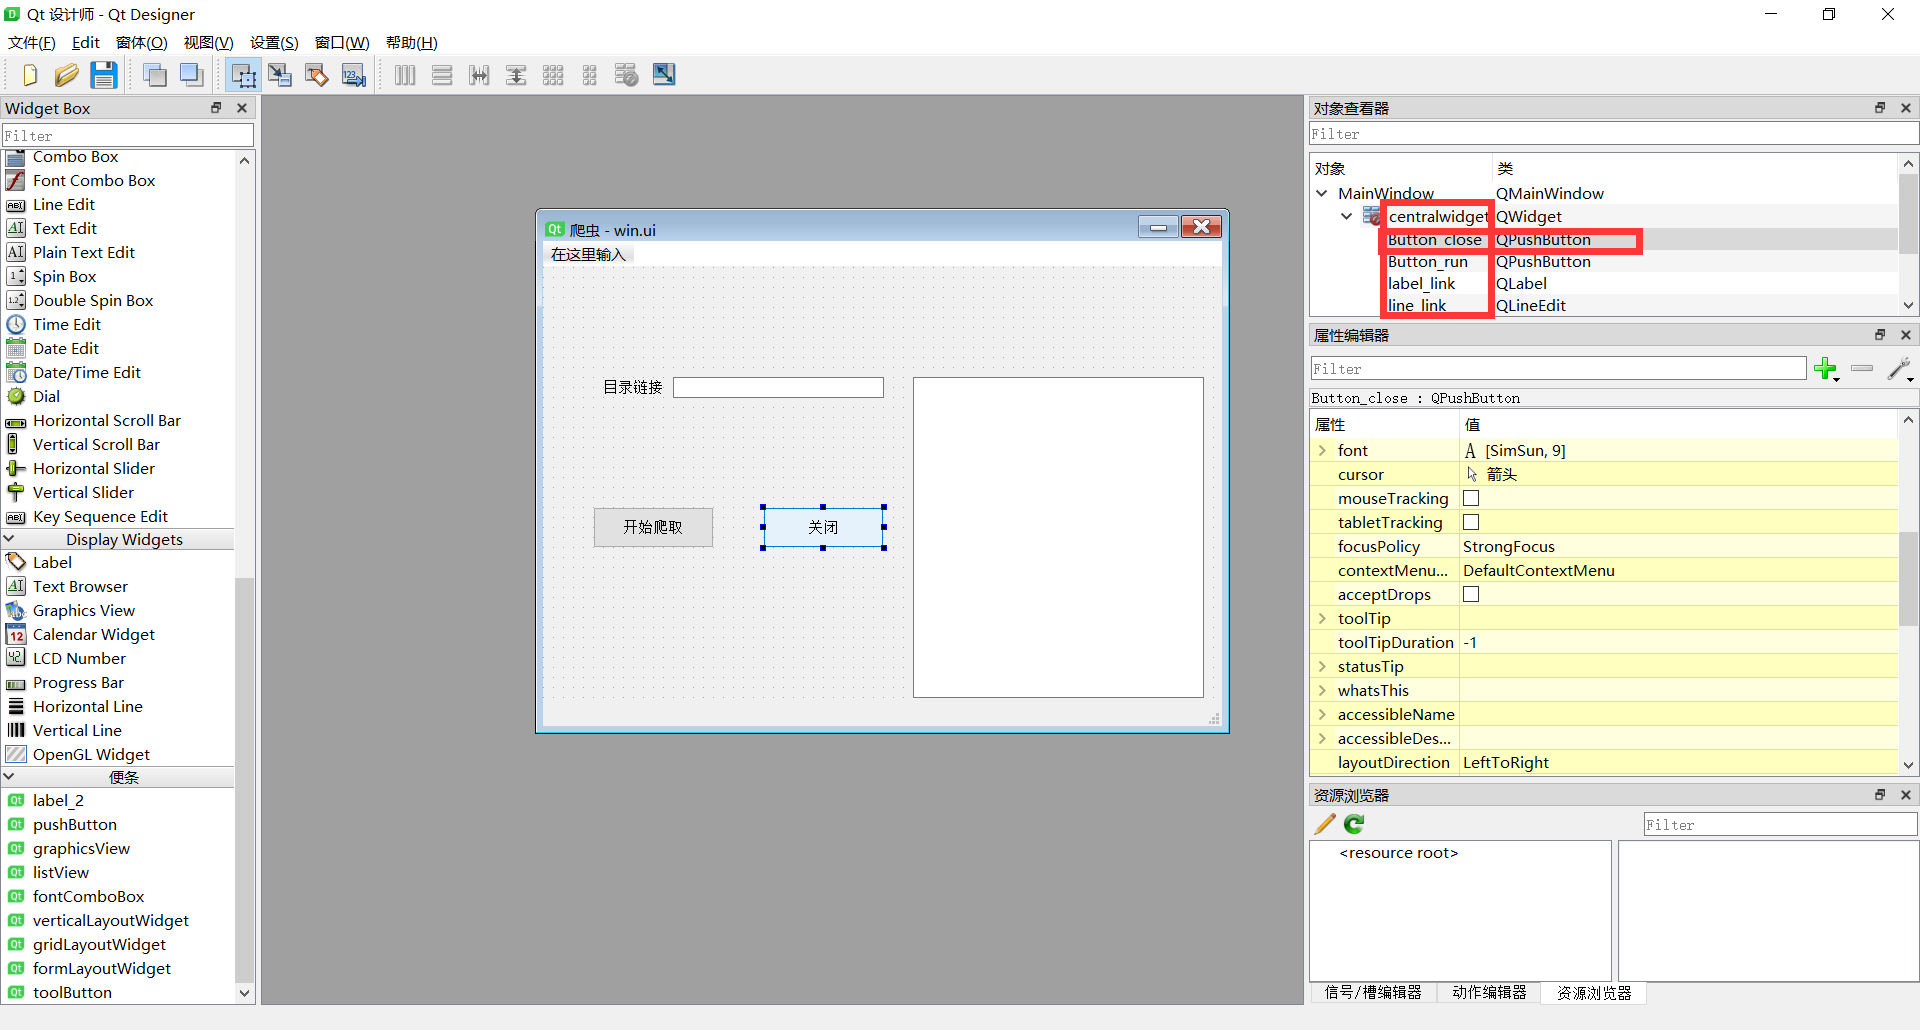 Qt 设计师 - Qt Designer
文件(F) Edit 窗体(O) 视图(V) 设置(S) 窗口(W) 帮助(H)
Widget Box
Filter
Combo Box
Font Combo Box
Line Edit
Text Edit
Plain Text Edit
Spin Box
Double Spin Box
Time Edit
Date Edit
Date/Time Edit
Dial
Horizontal Scroll Bar
Vertical Scroll Bar
Horizontal Slider
Vertical Slider
Key Sequence Edit
Display Widgets
Label
Text Browser
Graphics View
Calendar Widget
LCD Number
Progress Bar
Horizontal Line
Vertical Line
OpenGL Widget
便条
label_2
pushButton
graphicsView
listView
fontComboBox
verticalLayoutWidget
gridLayoutWidget
formLayoutWidget
toolButton
爬虫 - win.ui
在这里输入
目录链接
开始爬取
关闭
对象查看器
Filter
对象 类
MainWindow QMainWindow
centralwidget QWidget
Button_close QPushButton
Button_run QPushButton
label_link QLabel
line_link QLineEdit
属性编辑器
Filter
Button_close : QPushButton
属性 值
font [SimSun, 9]
cursor 箭头
mouseTracking
tabletTracking
focusPolicy StrongFocus
contextMenu... DefaultContextMenu
acceptDrops
toolTip
toolTipDuration -1
statusTip
whatsThis
accessibleName
accessibleDes...
layoutDirection LeftToRight
资源浏览器
Filter
<resource root>
信号/槽编辑器 动作编辑器 资源浏览器